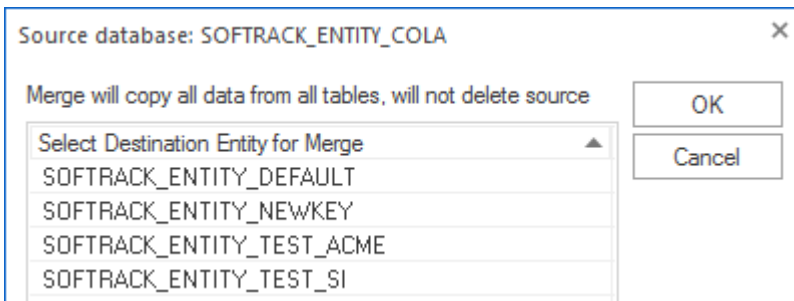 Source database: SOFTRACK_ENTITY_COLA
Merge will copy all data from all tables, will not delete source
OK
Select Destination Entity for Merge
Cancel
SOFTRACK_ENTITY_DEFAULT
SOFTRACK_ENTITY_NEWKEY
SOFTRACK_ENTITY_TEST_ACME
SOFTRACK_ENTITY_TEST_SI